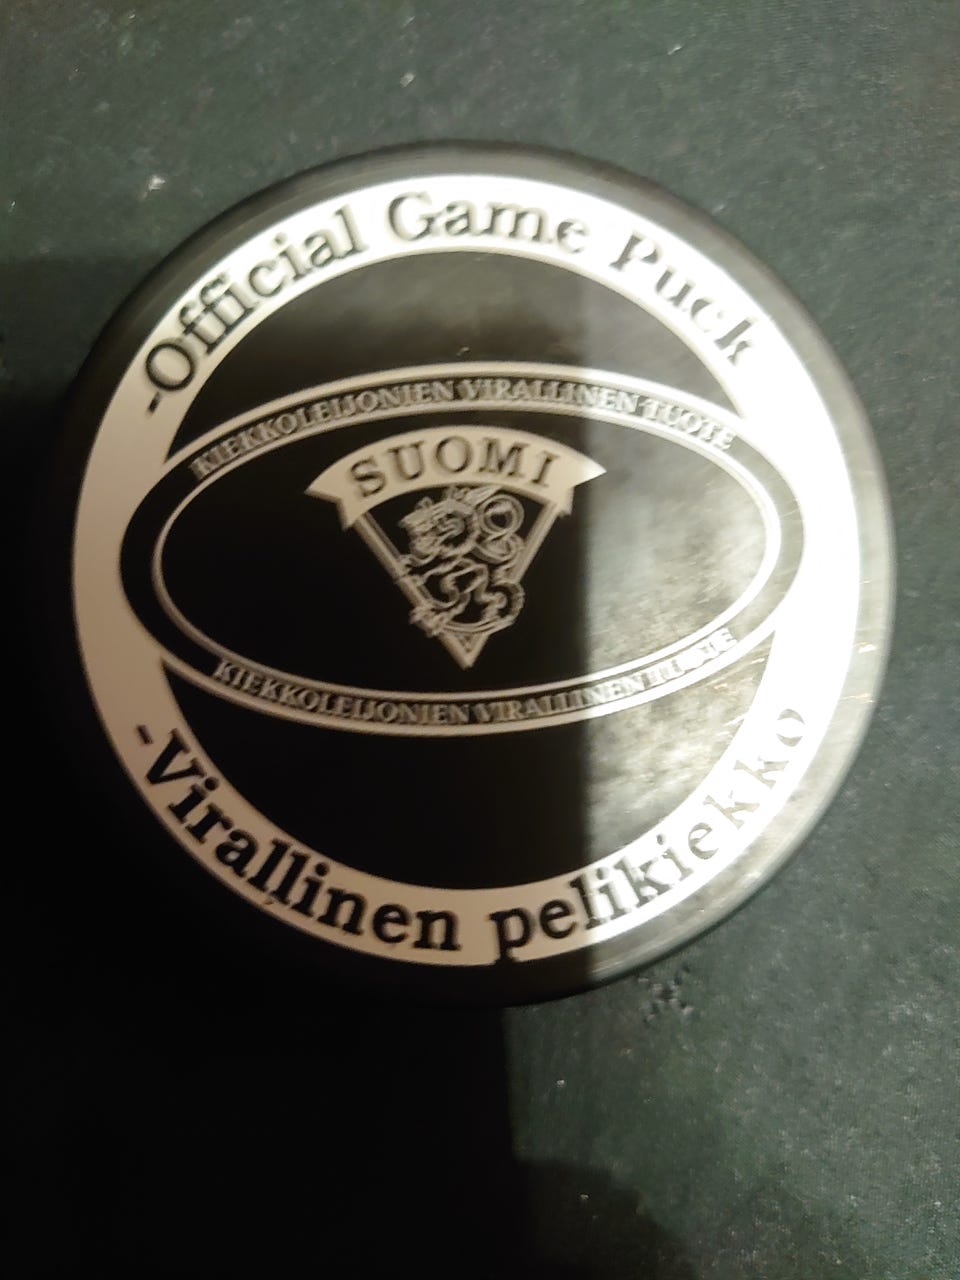 -Official Game Puck
KIEKKOLEIJONIEN VIRALLINEN TUOTE
SUOMI
KIEKKOLEIJONIEN VIRALLINEN TUOTE
-Virallinen pelikiekko